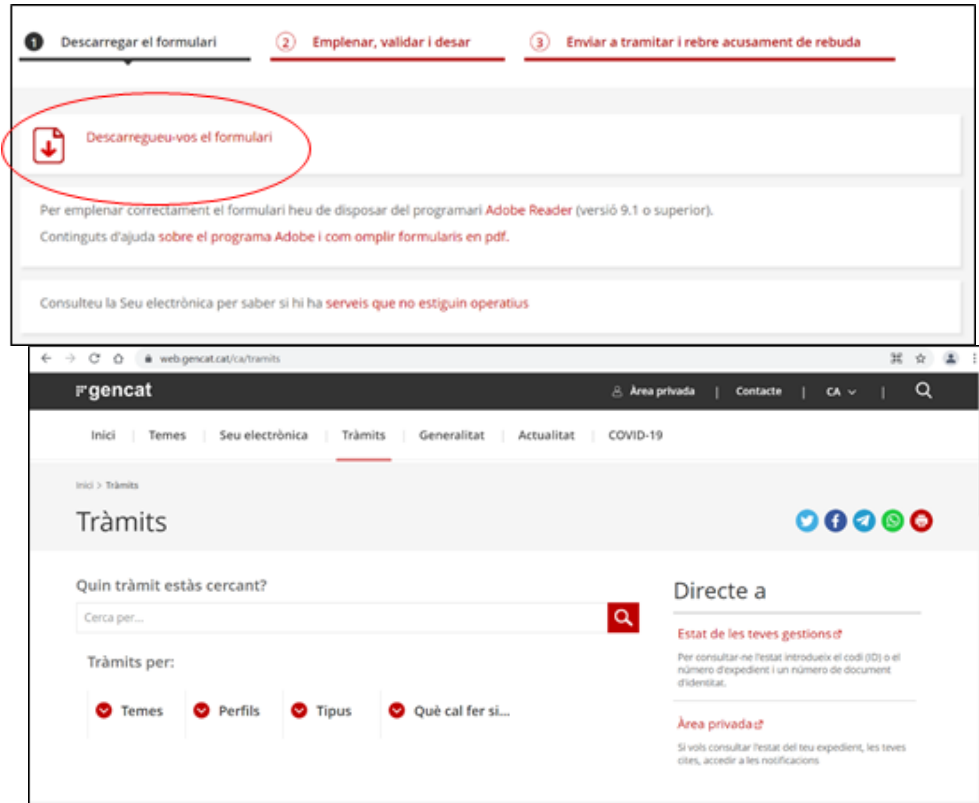 1 Descarregar el formulari 2 Emplenar, validar i desar 3 Enviar a tramitar i rebre acusament de rebuda
Descarregueu-vos el formulari
Per emplenar correctament el formulari heu de disposar del programari Adobe Reader (versió 9.1 o superior).
Continguts d'ajuda sobre el programa Adobe i com omplir formularis en pdf.
Consulteu la Seu electrònica per saber si hi ha serveis que no estiguin operatius
web.gencat.cat/ca/tramits
gencat Àrea privada | Contacte | CA |
Inici | Temes | Seu electrònica | Tràmits | Generalitat | Actualitat | COVID-19
Inici > Tràmits
Tràmits
Quin tràmit estàs cercant?
Cerca per...
Tràmits per:
Temes Perfils Tipus Què cal fer si...
Directe a
Estat de les teves gestions
Per consultar-ne l'estat introdueix el codi (ID) o el
número d'expedient i un número de document
d'identitat.
Àrea privada
Si vols consultar l'estat del teu expedient, les teves
cites, accedir a les notificacions